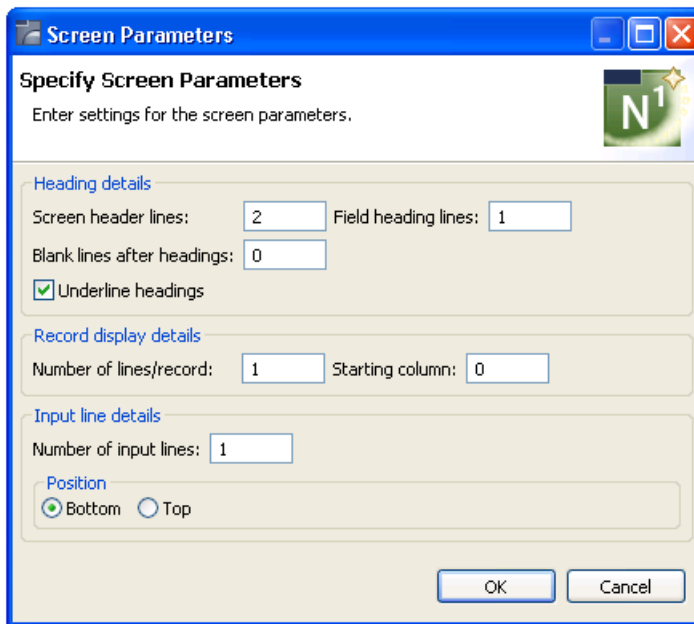 Screen Parameters
Specify Screen Parameters
Enter settings for the screen parameters.
N1
Heading details
Screen header lines: 2 Field heading lines: 1
Blank lines after headings: 0
Underline headings
Record display details
Number of lines/record: 1 Starting column: 0
Input line details
Number of input lines: 1
Position
Bottom Top
OK Cancel